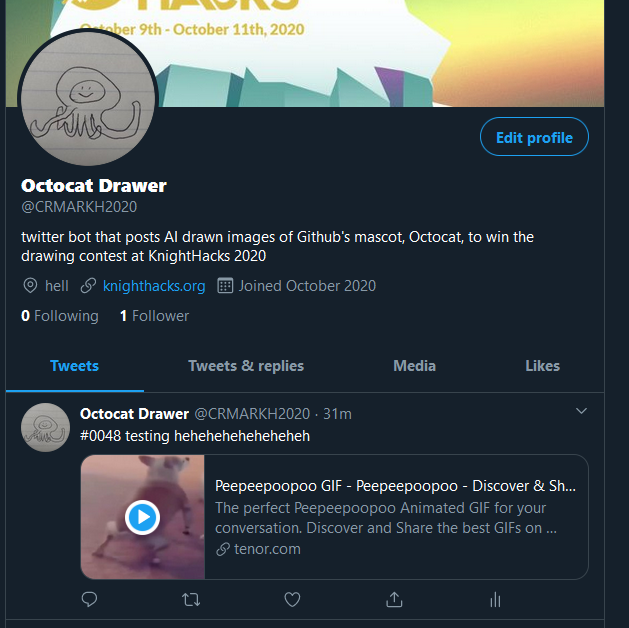 HACKS
October 9th - October 11th, 2020
Edit profile
Octocat Drawer
@CRMARKH2020
twitter bot that posts AI drawn images of Github's mascot, Octocat, to win the
drawing contest at KnightHacks 2020
hell knighthacks.org Joined October 2020
0 Following 1 Follower
Tweets Tweets & replies Media Likes
Octocat Drawer @CRMARKH2020 · 31m
#0048 testing heheheheheheheheh
Peepeepoopoo GIF - Peepeepoopoo - Discover & Sh...
The perfect Peepeepoopoo Animated GIF for your
conversation. Discover and Share the best GIFs on ...
tenor.com